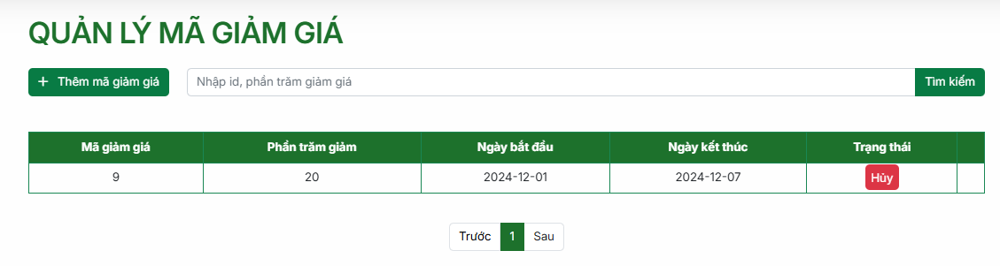 QUẢN LÝ MÃ GIẢM GIÁ
+ Thêm mã giảm giá Nhập id, phần trăm giảm giá Tìm kiếm
Mã giảm giá Phần trăm giảm Ngày bắt đầu Ngày kết thúc Trạng thái
9 20 2024-12-01 2024-12-07 Hủy
Trước 1 Sau